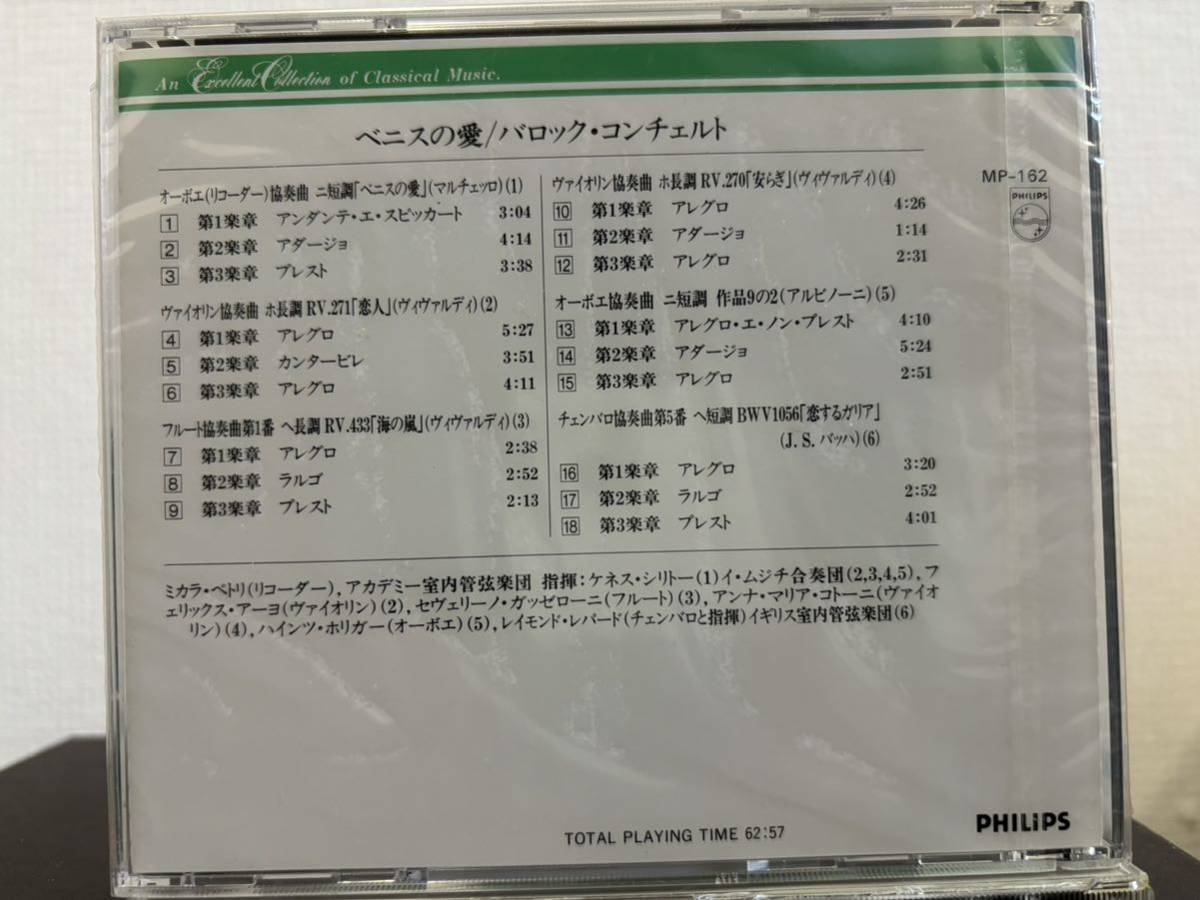 An Excellent Collection of Classical Music.
ベニスの愛/バロック・コンチェルト
MP-162
PHILIPS
オーボエ(リコーダー)協奏曲 ニ短調「ベニスの愛」(マルチェッロ)(1)
1 第1楽章 アンダンテ・エ・スピッカート 3:04
2 第2楽章 アダージョ 4:14
3 第3楽章 プレスト 3:38
ヴァイオリン協奏曲 ホ長調 RV.271「恋人」(ヴィヴァルディ)(2)
4 第1楽章 アレグロ 5:27
5 第2楽章 カンタービレ 3:51
6 第3楽章 アレグロ 4:11
フルート協奏曲第1番 ヘ長調 RV.433「海の嵐」(ヴィヴァルディ)(3)
7 第1楽章 アレグロ 2:38
8 第2楽章 ラルゴ 2:52
9 第3楽章 プレスト 2:13
ヴァイオリン協奏曲 ホ長調 RV.270「安らぎ」(ヴィヴァルディ)(4)
10 第1楽章 アレグロ 4:26
11 第2楽章 アダージョ 1:14
12 第3楽章 アレグロ 2:31
オーボエ協奏曲 ニ短調 作品9の2(アルビノーニ)(5)
13 第1楽章 アレグロ・エ・ノン・プレスト 4:10
14 第2楽章 アダージョ 5:24
15 第3楽章 アレグロ 2:51
チェンバロ協奏曲第5番 ヘ短調 BWV1056「恋するガリア」
(J.S.バッハ)(6)
16 第1楽章 アレグロ 3:20
17 第2楽章 ラルゴ 2:52
18 第3楽章 プレスト 4:01
ミカラ・ペトリ(リコーダー), アカデミー室内管弦楽団 指揮:ケネス・シリトー(1)イ・ムジチ合奏団(2,3,4,5), フ
ェリックス・アーヨ(ヴァイオリン)(2), セヴェリーノ・ガッゼローニ(フルート)(3), アンナ・マリア・コトーニ(ヴァイオ
リン)(4), ハインツ・ホリガー(オーボエ)(5), レイモンド・レパード(チェンバロと指揮)イギリス室内管弦楽団(6)
TOTAL PLAYING TIME 62:57
PHILIPS